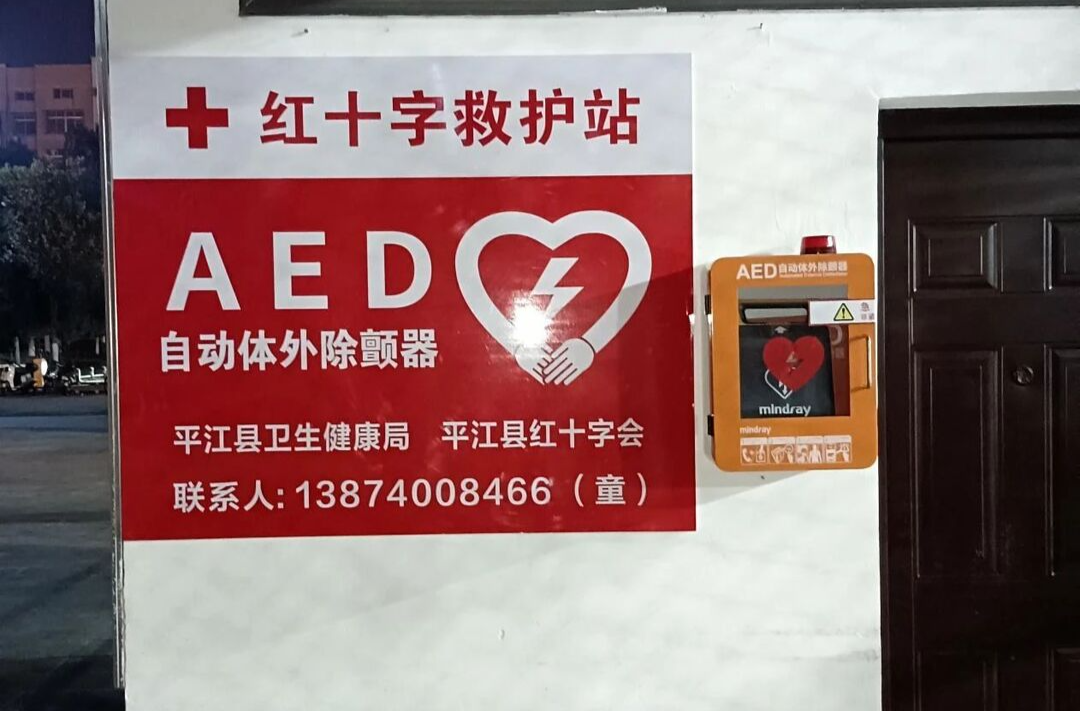 红十字救护站
AED
自动体外除颤器
平江县卫生健康局 平江县红十字会
联系人:13874008466（童）
AED自动体外除颤器
mindray
mindray